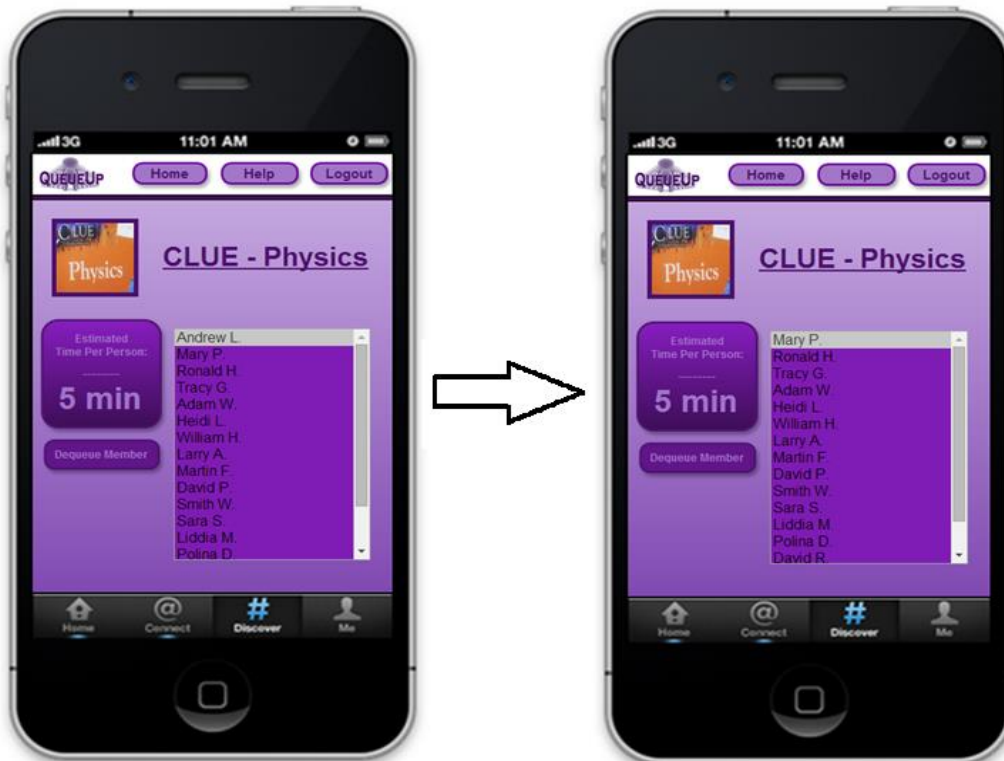 3G 11:01 AM
QUEUEUP Home Help Logout
CLUE
Physics
CLUE - Physics
Estimated
Time Per Person:
--------
5 min
Dequeue Member
Andrew L.
Mary P.
Ronald H.
Tracy G.
Adam W.
Heidi L.
William H.
Larry A.
Martin F.
David P.
Smith W.
Sara S.
Liddia M.
Polina D.
Home @ Connect # Discover Me
3G 11:01 AM
QUEUEUP Home Help Logout
CLUE
Physics
CLUE - Physics
Estimated
Time Per Person:
--------
5 min
Dequeue Member
Mary P.
Ronald H.
Tracy G.
Adam W.
Heidi L.
William H.
Larry A.
Martin F.
David P.
Smith W.
Sara S.
Liddia M.
Polina D.
David R.
Home @ Connect # Discover Me